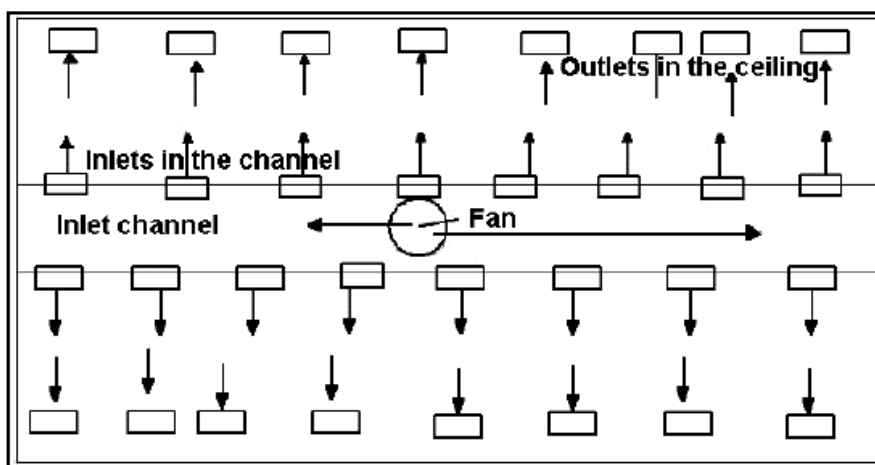 Outlets in the ceiling
Inlets in the channel
Inlet channel
Fan